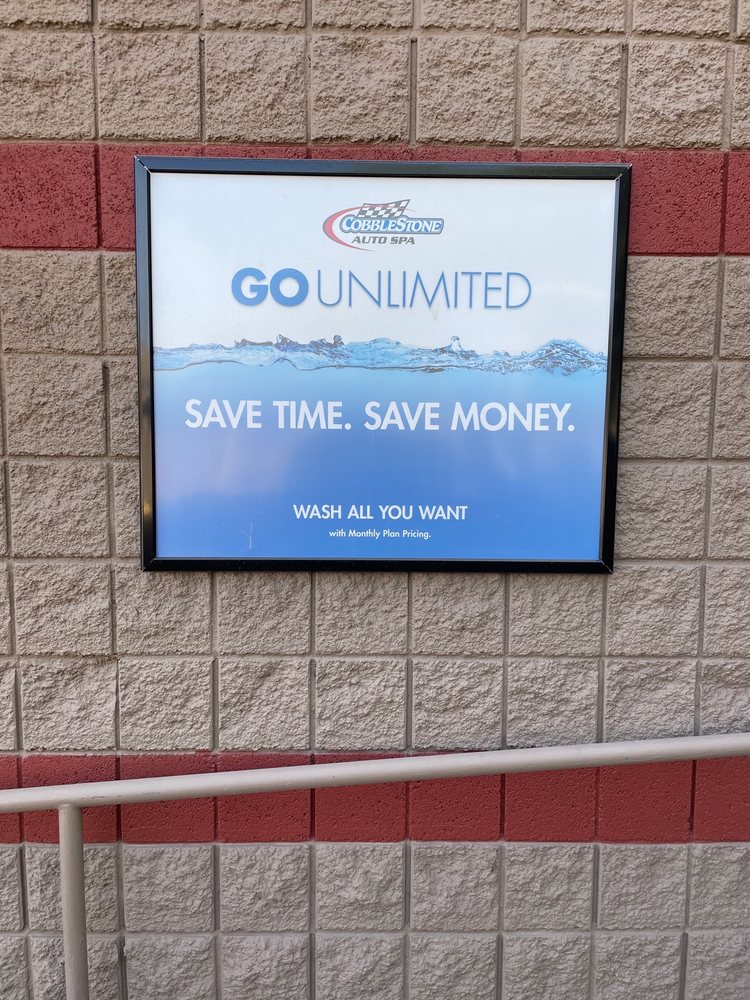 COBBLESTONE
AUTO SPA
GO UNLIMITED
SAVE TIME. SAVE MONEY.
WASH ALL YOU WANT
with Monthly Plan Pricing.